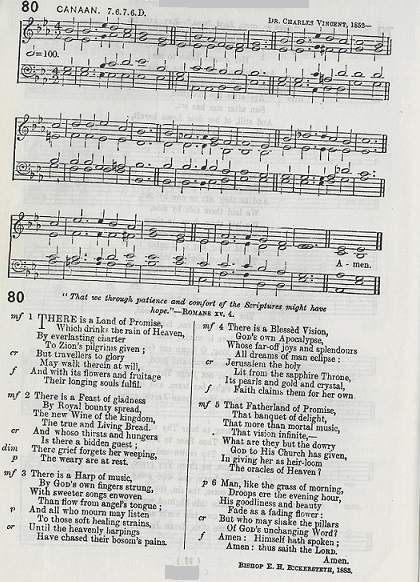 80 CANAAN. 7.6.7.6.D. DR. CHARLES VINCENT, 1852—
=100.
A - men.
80
"That we through patience and comfort of the Scriptures might have
hope."—ROMANS XV. 4.
mf 1 THERE is a Land of Promise,
Which drinks the rain of Heaven,
By everlasting charter
To Zion's pilgrims given;
cr But travellers to glory
May walk therein at will,
f And with its flowers and fruitage
Their longing souls fulfil.
mf 2 There is a Feast of gladness
By Royal bounty spread,
The new Wine of the kingdom,
The true and Living Bread.
cr And whoso thirsts and hungers
Is there a bidden guest;
dim There grief forgets her weeping,
p The weary are at rest.
mf 3 There is a Harp of music,
By God's own fingers strung,
With sweeter songs enwoven
Than flow from angel's tongue;
p And all who mourn may listen
To those soft healing strains,
cr Until the heavenly harpings
Have chased their bosom's pains.
mf 4 There is a Blessèd Vision,
God's own Apocalypse,
Whose far-off joys and splendours
All dreams of man eclipse:
cr Jerusalem the holy
Lit from the sapphire Throne,
Its pearls and gold and crystal,
f Faith claims them for her own
mf 5 That Fatherland of Promise,
That banquet of delight,
That more than mortal music,
That vision infinite,—
What are they but the dowry
GOD to His Church has given,
In giving her as heir-loom
The oracles of Heaven?
p 6 Man, like the grass of morning,
Droops ere the evening hour,
His goodliness and beauty
Fade as a fading flower:
cr But who may shake the pillars
Of God's unchanging Word?
f Amen: Himself hath spoken;
Amen: thus saith the LORD.
Amen.
BISHOP E. H. BICKERSTETH, 1883.